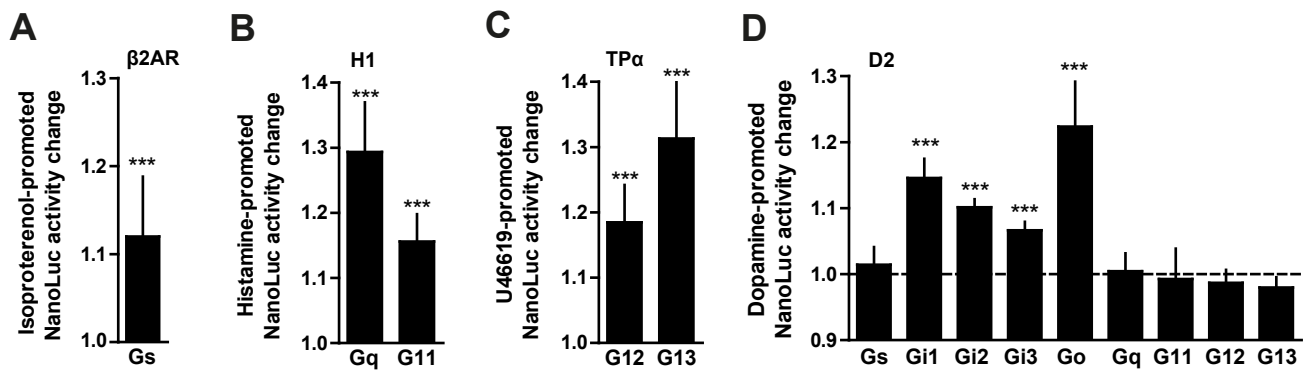 A
β2AR
Isoproterenol-promoted
NanoLuc activity change
1.3
1.2
1.1
1.0
***
Gs
B
H1
Histamine-promoted
NanoLuc activity change
1.4
1.3
1.2
1.1
1.0
***
***
Gq G11
C
TPα
U46619-promoted
NanoLuc activity change
1.4
1.3
1.2
1.1
1.0
***
***
G12 G13
D
D2
Dopamine-promoted
NanoLuc activity change
1.3
1.2
1.1
1.0
0.9
***
***
***
***
Gs Gi1 Gi2 Gi3 Go Gq G11 G12 G13